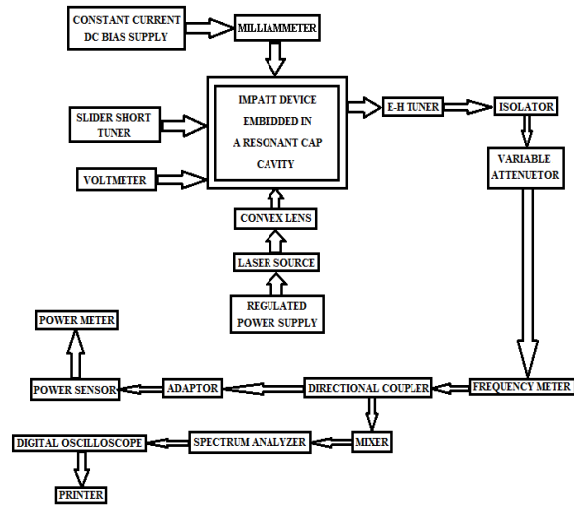 CONSTANT CURRENT
DC BIAS SUPPLY
MILLIAMMETER
IMPATT DEVICE
EMBIDDED IN
A RESONANT CAP
CAVITY
E-H TUNER
ISOLATOR
SLIDER SHORT
TUNER
VARIABLE
ATTENUETOR
VOLTMETER
CONVEX LENS
LASER SOURCE
REGULATED
POWER SUPPLY
POWER METER
POWER SENSOR
ADAPTOR
DIRECTIONAL COUPLER
FREQUENCY METER
DIGITAL OSCILLOSCOPE
SPECTRUM ANALYZER
MIXER
PRINTER